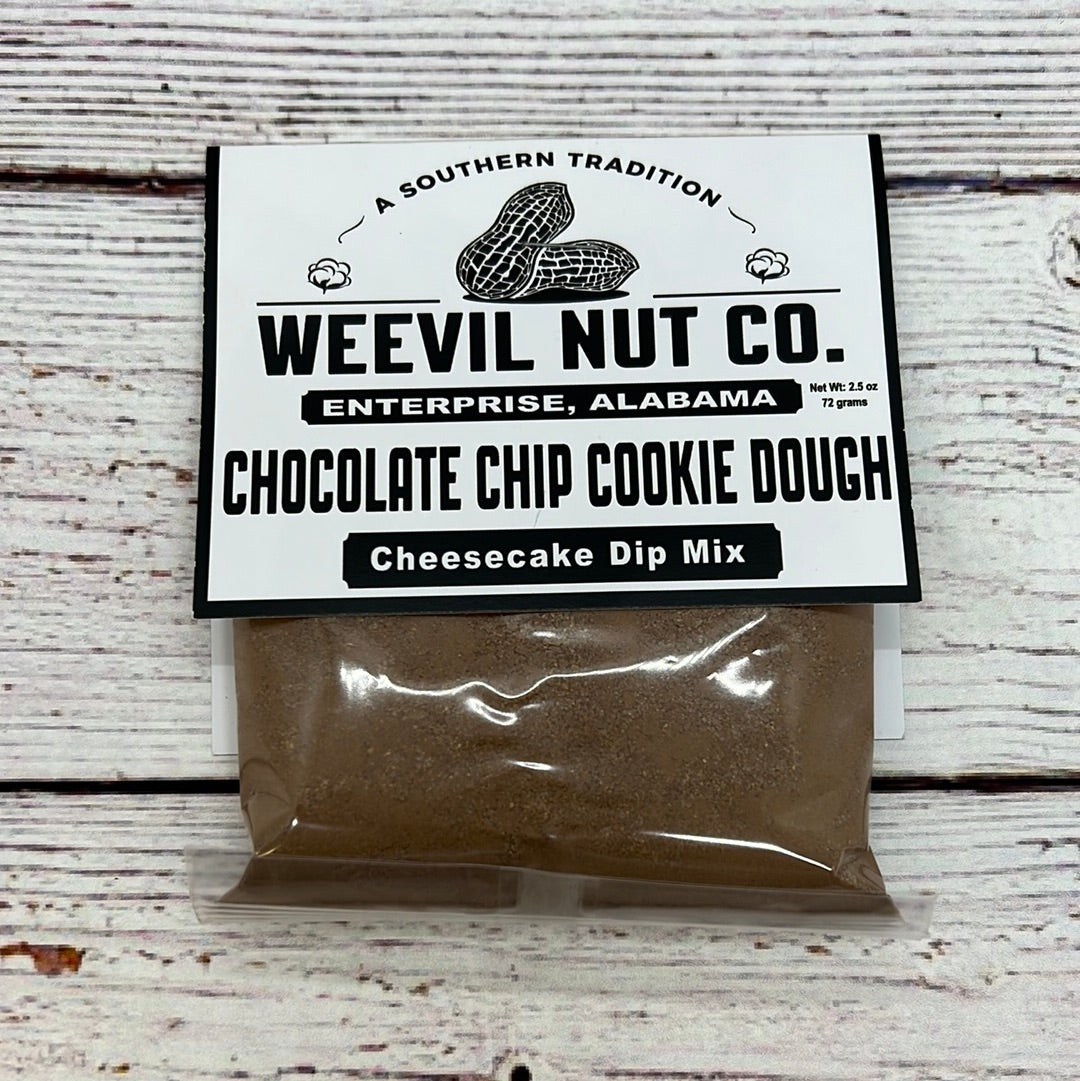 A SOUTHERN TRADITION
WEEVIL NUT CO.
ENTERPRISE, ALABAMA
Net Wt: 2.5 oz
72 grams
CHOCOLATE CHIP COOKIE DOUGH
Cheesecake Dip Mix